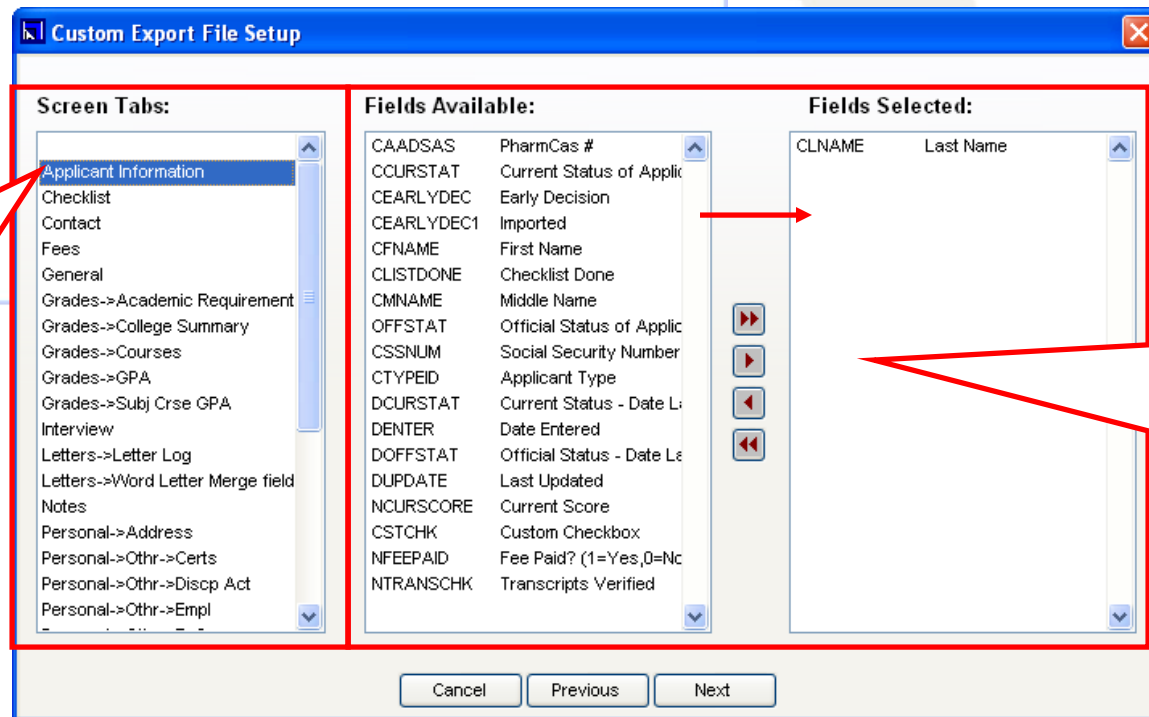 Custom Export File Setup
Screen Tabs:
Applicant Information
Checklist
Contact
Fees
General
Grades->Academic Requirement
Grades->College Summary
Grades->Courses
Grades->GPA
Grades->Subj Crse GPA
Interview
Letters->Letter Log
Letters->Word Letter Merge field
Notes
Personal->Address
Personal->Othr->Certs
Personal->Othr->Discp Act
Personal->Othr->Empl
Fields Available:
CAADSAS PharmCas #
CCURSTAT Current Status of Applic
CEARLYDEC Early Decision
CEARLYDEC1 Imported
CFNAME First Name
CLISTDONE Checklist Done
CMNAME Middle Name
OFFSTAT Official Status of Applic
CSSNUM Social Security Number
CTYPEID Applicant Type
DCURSTAT Current Status - Date La
DENTER Date Entered
DOFFSTAT Official Status - Date La
DUPDATE Last Updated
NCURSCORE Current Score
CSTCHK Custom Checkbox
NFEEPAID Fee Paid? (1=Yes,0=No
NTRANSCHK Transcripts Verified
Fields Selected:
CLNAME Last Name
Cancel
Previous
Next